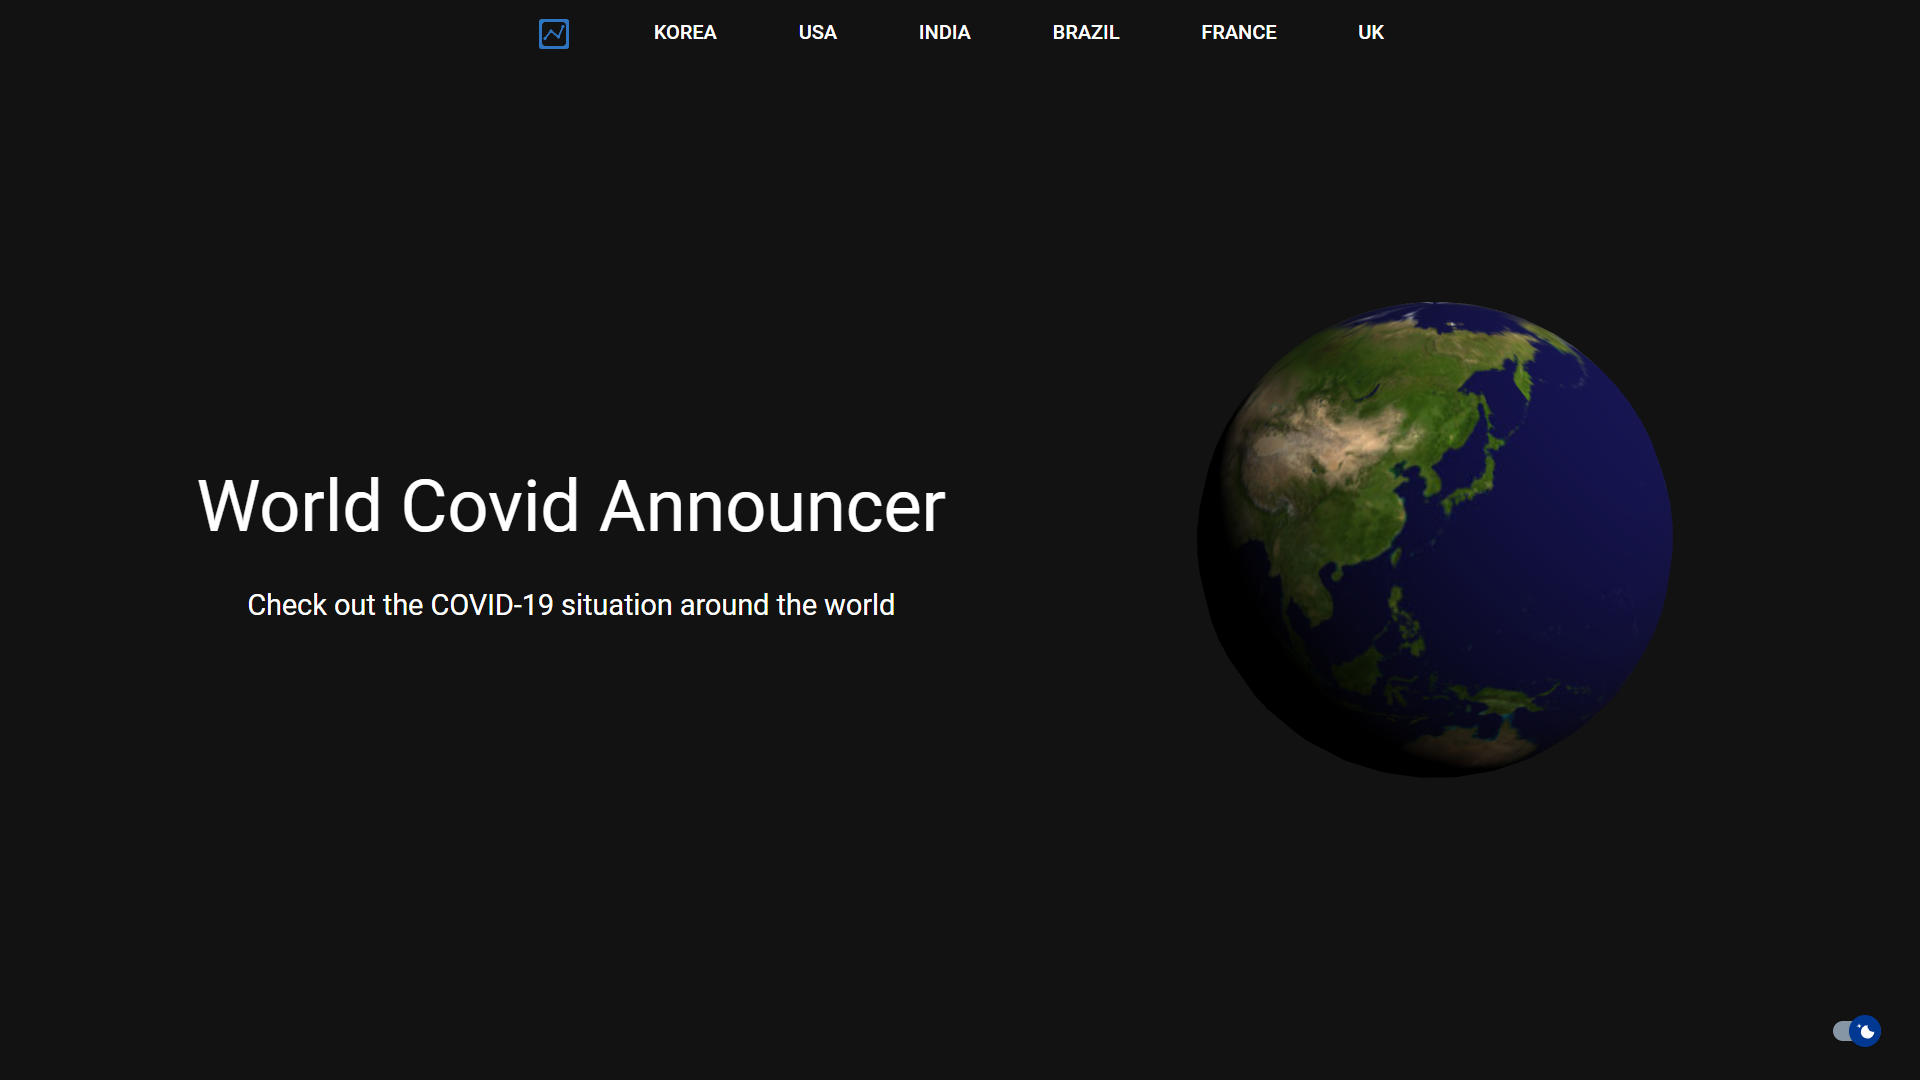 KOREA USA INDIA BRAZIL FRANCE UK
World Covid Announcer
Check out the COVID-19 situation around the world